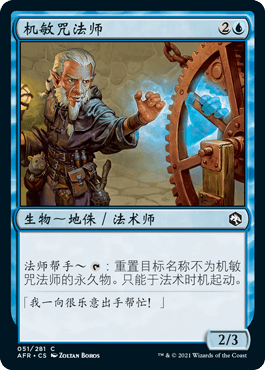 机敏咒法师 2
生物～地侏 / 法术师
法师帮手～ : 重置目标名称不为机敏
咒法师的永久物。只能于法术时机起动。
「我一向很乐意出手帮忙！」
2/3
051/281 C
AFR • CS ZOLTAN BOROS
™ & © 2021 Wizards of the Coast